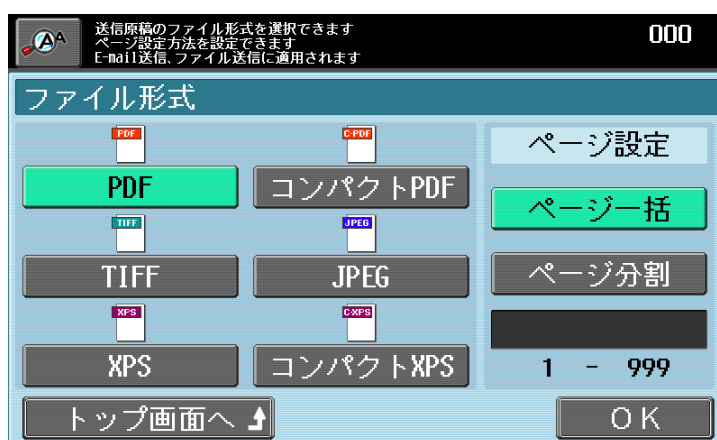 送信原稿のファイル形式を選択できます
ページ設定方法を設定できます
E-mail送信、ファイル送信に適用されます
000
ファイル形式
PDF
C-PDF
ページ設定
PDF
コンパクトPDF
ページ一括
TIFF
JPEG
TIFF
JPEG
ページ分割
XPS
C-XPS
XPS
コンパクトXPS
1 - 999
トップ画面へ
OK